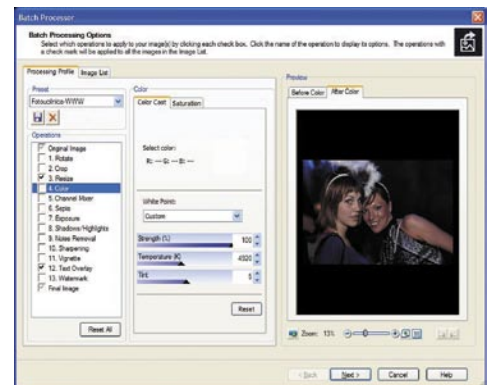 Batch Processor
Batch Processing Options
Select which operations to apply to your image(s) by clicking each check box. Click the name of the operation to display its options. The operations with
a check mark will be applied to all the images in the Image List.
Processing Profile Image List
Preset
Operations
Original Image
1. Rotate
2. Crop
3. Resize
4. Color
5. Channel Mixer
6. Sepia
7. Exposure
8. Shadows/Highlights
9. Noise Removal
10. Sharpening
11. Vignette
12. Text Overlay
13. Watermark
Final Image
Reset All
Color
Color Cast Saturation
Select color:
R: --- G: --- B: ---
White Point:
Custom
Strength (%) 100
Temperature (K) 4920
Tint
Reset
Preview
Before Color After Color
Zoom: 13%
< Back Next > Cancel Help